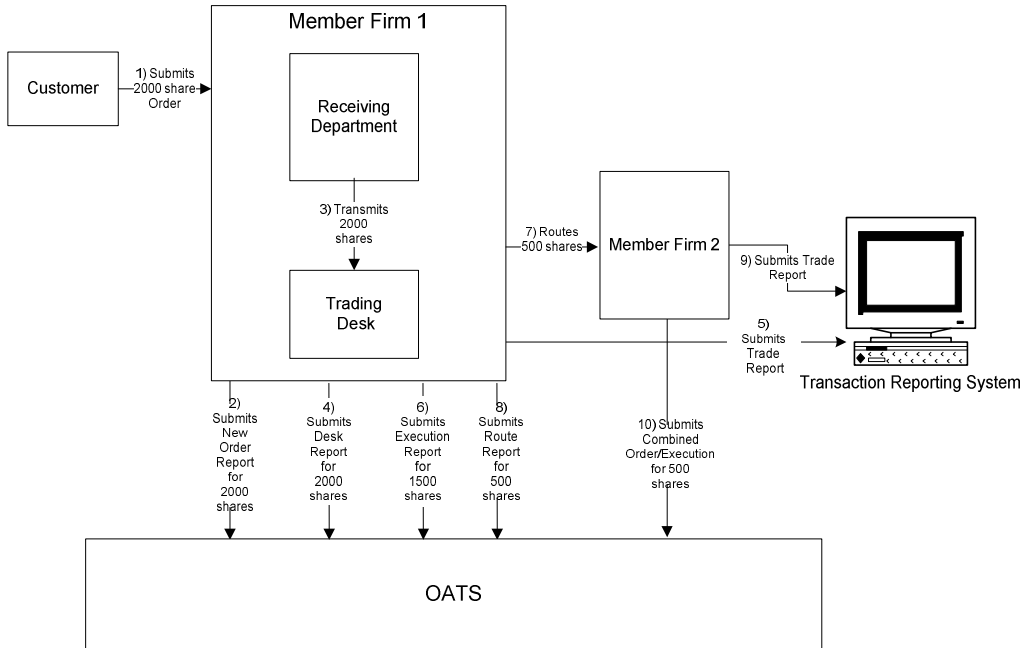 Member Firm 1
Customer
1) Submits
2000 share
Order
Receiving
Department
3) Transmits
2000
shares
Trading
Desk
7) Routes
500 shares
Member Firm 2
9) Submits Trade
Report
5)
Submits
Trade
Report
Transaction Reporting System
2)
Submits
New
Order
Report
for
2000
shares
4)
Submits
Desk
Report
for
2000
shares
6)
Submits
Execution
Report for
1500
shares
8)
Submits
Route
Report for
500
shares
10) Submits
Combined
Order/Execution
for 500
shares
OATS